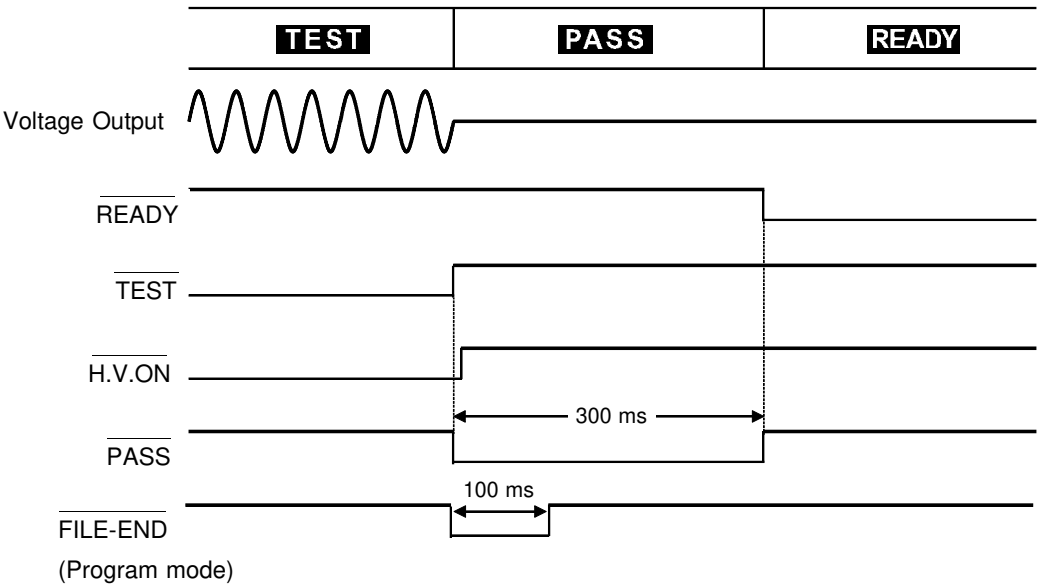 TEST PASS READY
Voltage Output
READY
TEST
H.V.ON
300 ms
PASS
100 ms
FILE-END
(Program mode)